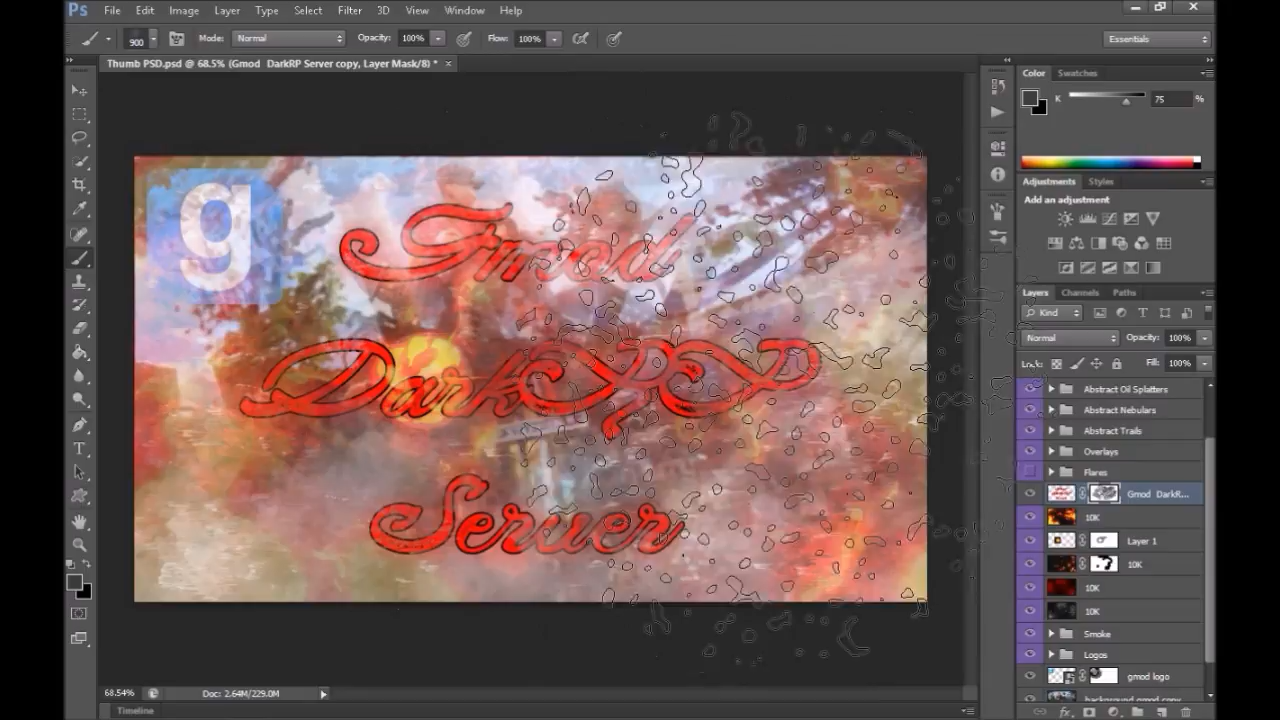 Ps File Edit Image Layer Type Select Filter 3D View Window Help
900 Mode: Normal Opacity: 100% Flow: 100% Essentials
Thumb PSD.psd @ 68.5% (Gmod DarkRP Server copy, Layer Mask/8) * ×
Color Swatches
K 75 %
Adjustments Styles
Add an adjustment
g
Gmod
DarkRP
Server
Layers Channels Paths
Kind
Normal Opacity: 100%
Lock: Fill: 100%
Abstract Oil Splatters
Abstract Nebulars
Abstract Trails
Overlays
Flares
Gmod DarkR...
10K
Layer 1
10K
10K
10K
Smoke
Logos
gmod logo
background gmod copy
68.54% Doc: 2.64M/229.0M
Timeline